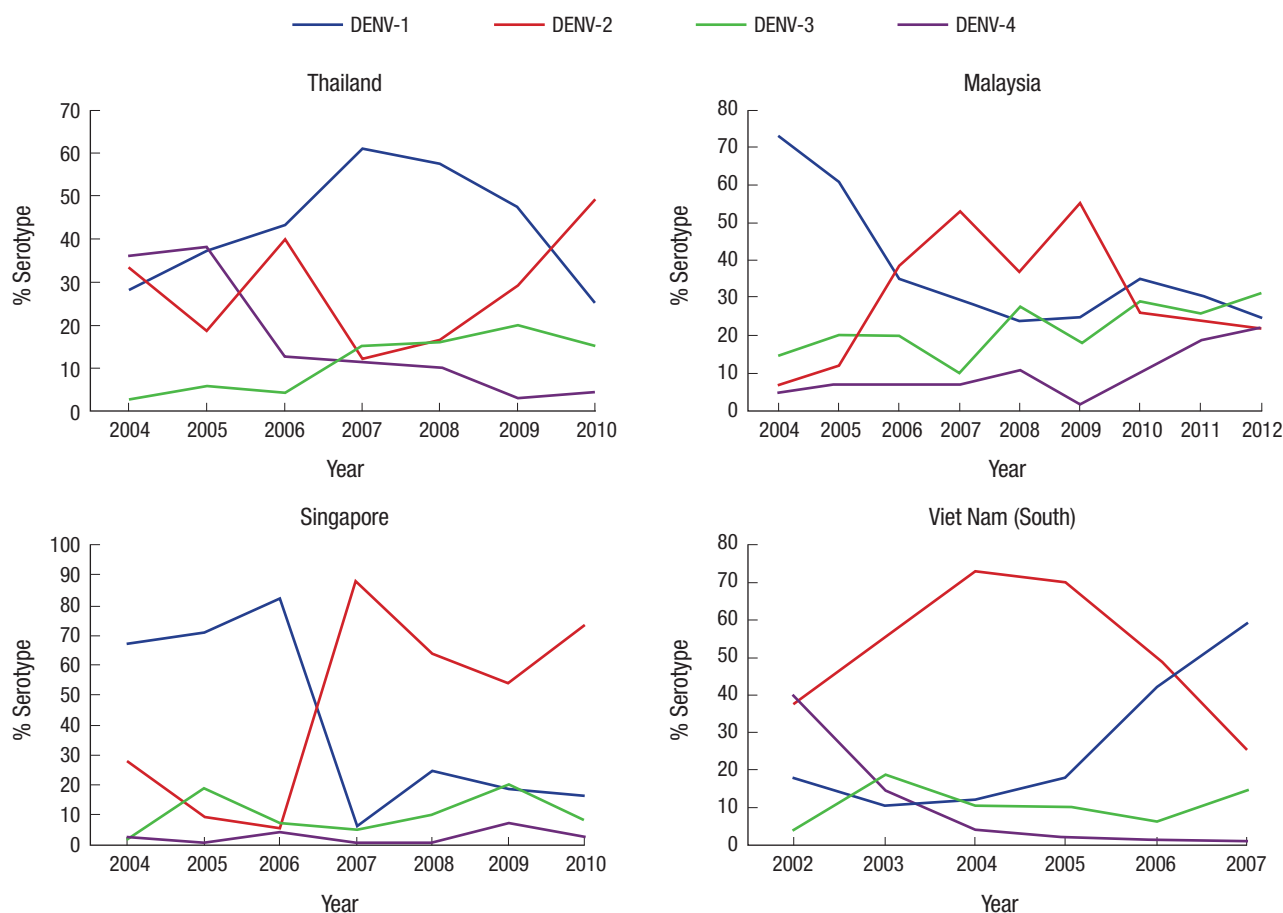 DENV-1 DENV-2 DENV-3 DENV-4
Thailand
% Serotype
70
60
50
40
30
20
10
0
2004 2005 2006 2007 2008 2009 2010
Year
Malaysia
% Serotype
80
70
60
50
40
30
20
10
0
2004 2005 2006 2007 2008 2009 2010 2011 2012
Year
Singapore
% Serotype
100
90
80
70
60
50
40
30
20
10
0
2004 2005 2006 2007 2008 2009 2010
Year
Viet Nam (South)
% Serotype
80
70
60
50
40
30
20
10
0
2002 2003 2004 2005 2006 2007
Year